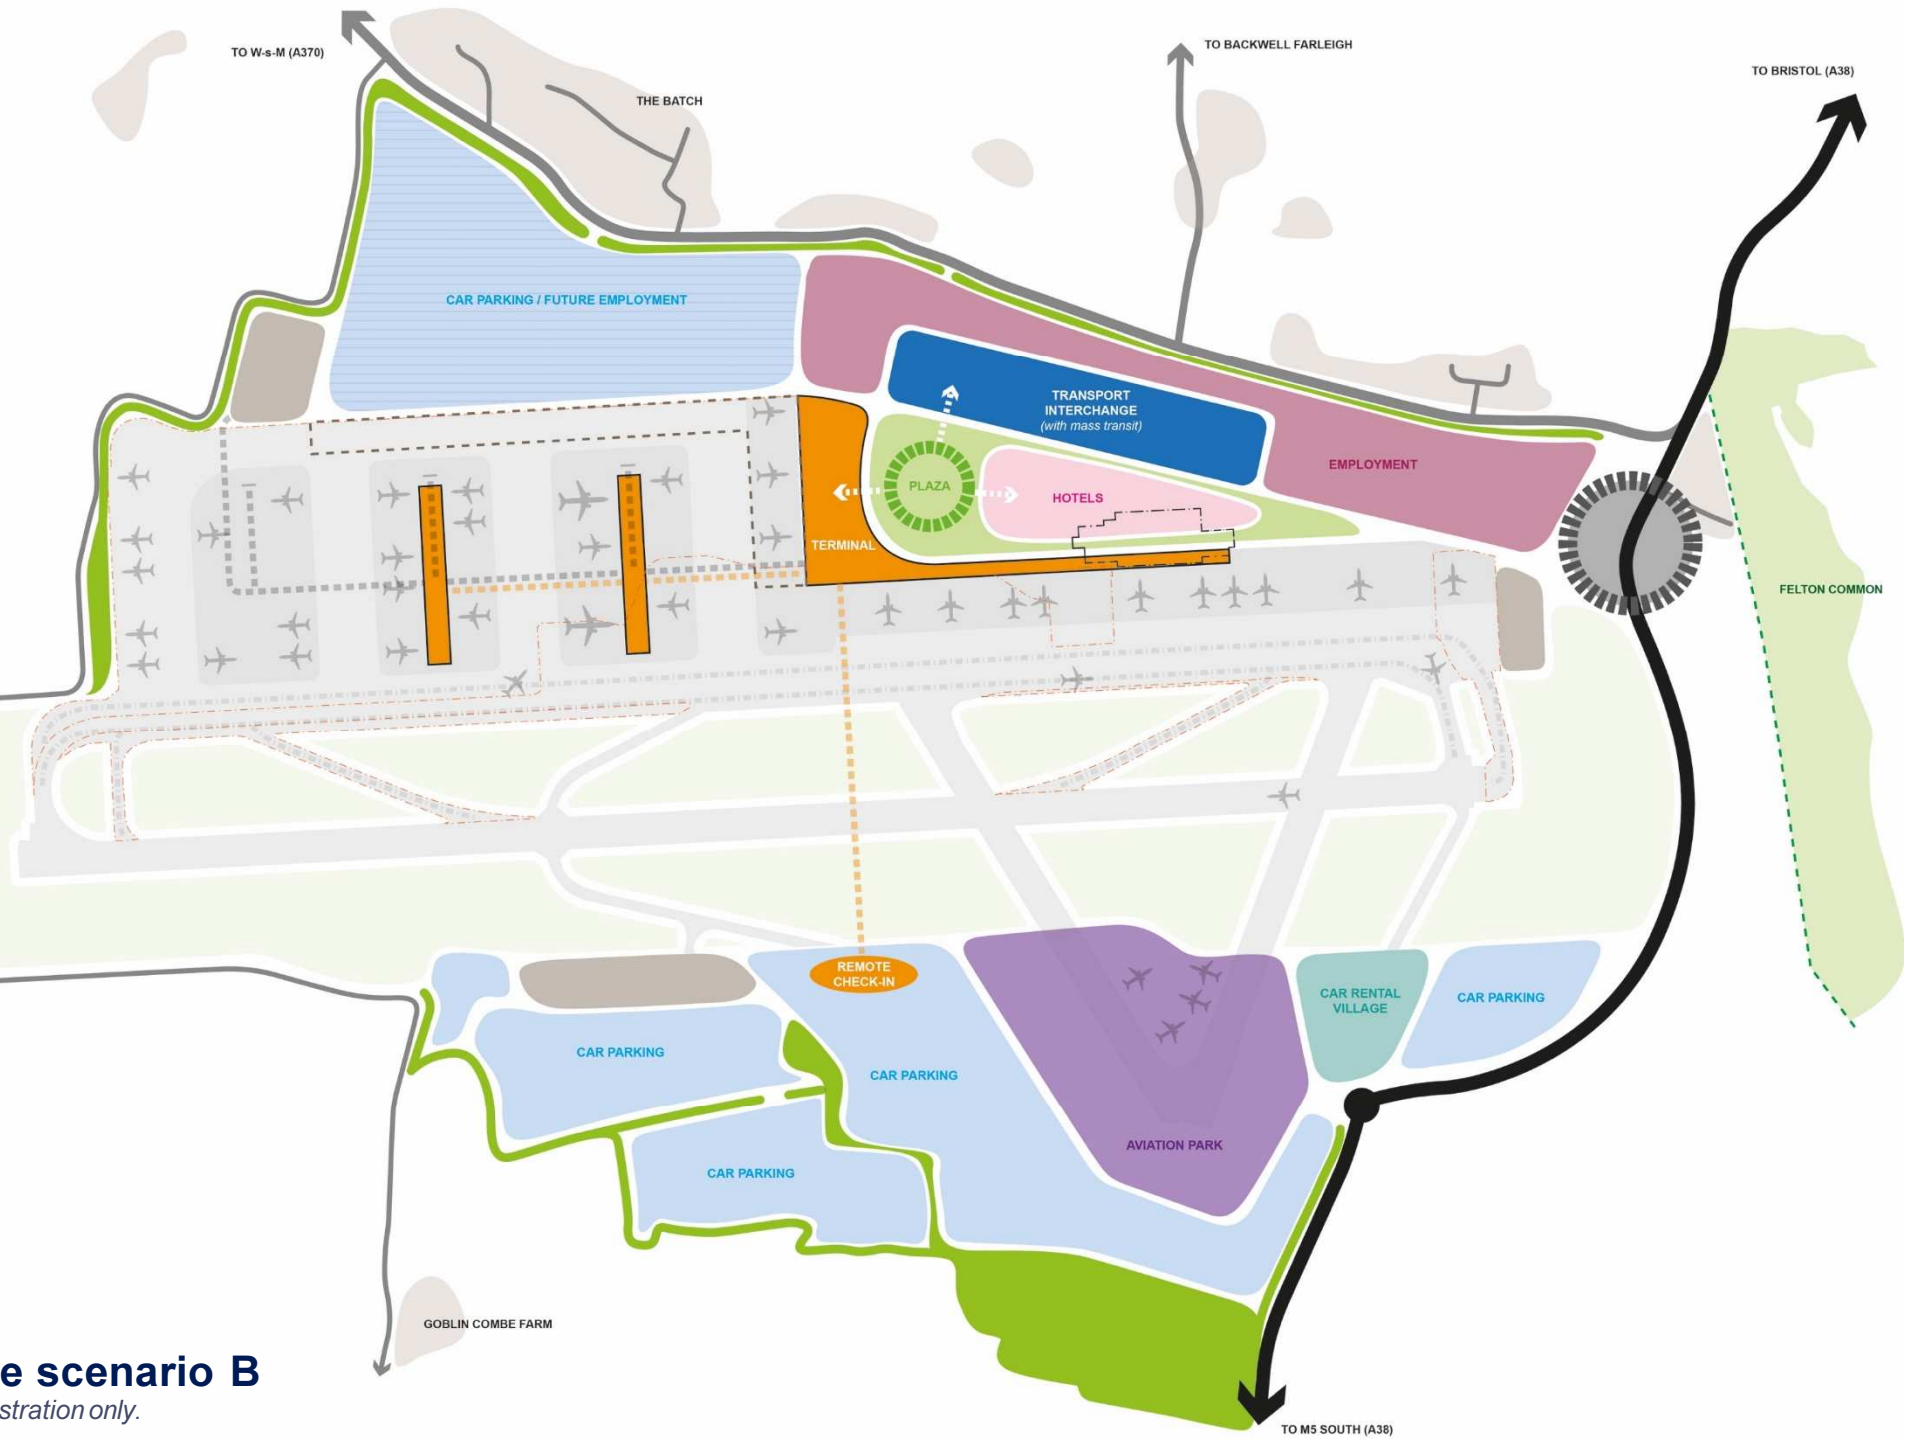 TO W-s-M (A370)
TO BACKWELL FARLEIGH
TO BRISTOL (A38)
THE BATCH
CAR PARKING / FUTURE EMPLOYMENT
TRANSPORT
INTERCHANGE
(with mass transit)
EMPLOYMENT
PLAZA
HOTELS
TERMINAL
FELTON COMMON
REMOTE
CHECK-IN
CAR RENTAL
VILLAGE
CAR PARKING
CAR PARKING
CAR PARKING
AVIATION PARK
CAR PARKING
GOBLIN COMBE FARM
e scenario B
stration only.
TO M5 SOUTH (A38)